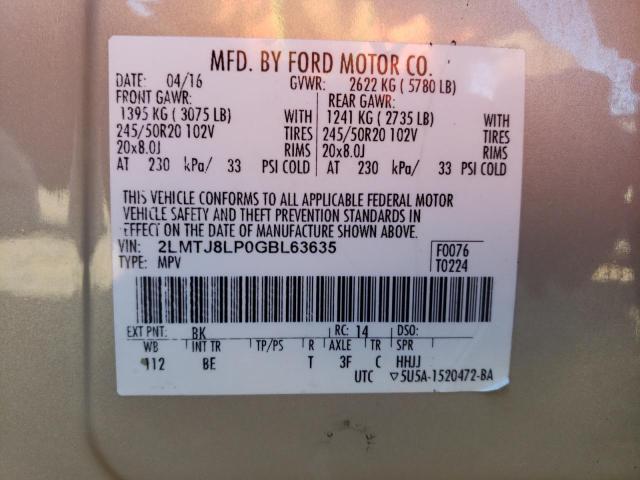 MFD. BY FORD MOTOR CO.
DATE: 04/16 GVWR: 2622 KG ( 5780 LB)
FRONT GAWR: REAR GAWR:
1395 KG ( 3075 LB) WITH 1241 KG ( 2735 LB) WITH
245/50R20 102V TIRES 245/50R20 102V TIRES
20x8.0J RIMS 20x8.0J RIMS
AT 230 kPa/ 33 PSI COLD AT 230 kPa/ 33 PSI COLD
THIS VEHICLE CONFORMS TO ALL APPLICABLE FEDERAL MOTOR
VEHICLE SAFETY AND THEFT PREVENTION STANDARDS IN
EFFECT ON THE DATE OF MANUFACTURE SHOWN ABOVE.
VIN: 2LMTJ8LP0GBL63635 F0076
TYPE: MPV T0224
EXT PNT: BK RC: 14 DSO:
WB INT TR TP/PS R AXLE TR SPR
112 BE T 3F C HHJJ
UTC ▽5U5A-1520472-BA